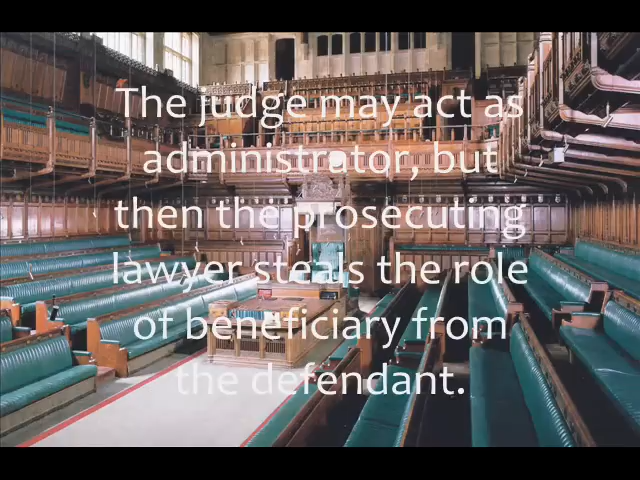 The judge may act as
administrator, but
then the prosecuting
lawyer steals the role
of beneficiary from
the defendant.